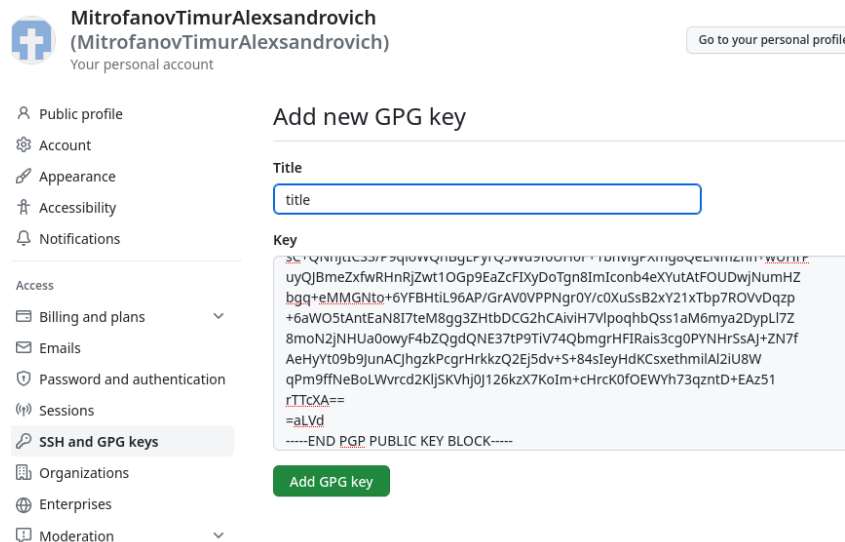 MitrofanovTimurAlexsandrovich
(MitrofanovTimurAlexsandrovich)
Your personal account
Go to your personal profile
Public profile
Account
Appearance
Accessibility
Notifications
Access
Billing and plans
Emails
Password and authentication
Sessions
SSH and GPG keys
Organizations
Enterprises
Moderation
Add new GPG key
Title
title
Key
uyQJBmeZxfwRHnRjZwt1OGp9EaZcFIXyDoTgn8ImIconb4eXYutAtFOUDwjNumHZ
bgq+eMMGNto+6YFBHtiL96AP/GrAV0VPPNgr0Y/c0XuSsB2xY21xTbp7ROVvDqzp
+6aWO5tAntEaN8I7teM8gg3ZHtbDCG2hCAiviH7VlpoqhbQss1aM6mya2DypLl7Z
8moN2jNHUa0owyF4bZQgdQNE37tP9TiV74QbmgrHFIRais3cg0PYNHrSsAJ+ZN7f
AeHyYt09b9JunACJhgzkPcgrHrkkzQ2Ej5dv+S+84sIeyHdKCsxethmilAl2iU8W
qPm9ffNeBoLWvrcd2KljSKVhj0J126kzX7KoIm+cHrcK0fOEWYh73qzntD+EAz51
rTTcXA==
=aLVd
-----END PGP PUBLIC KEY BLOCK-----
Add GPG key